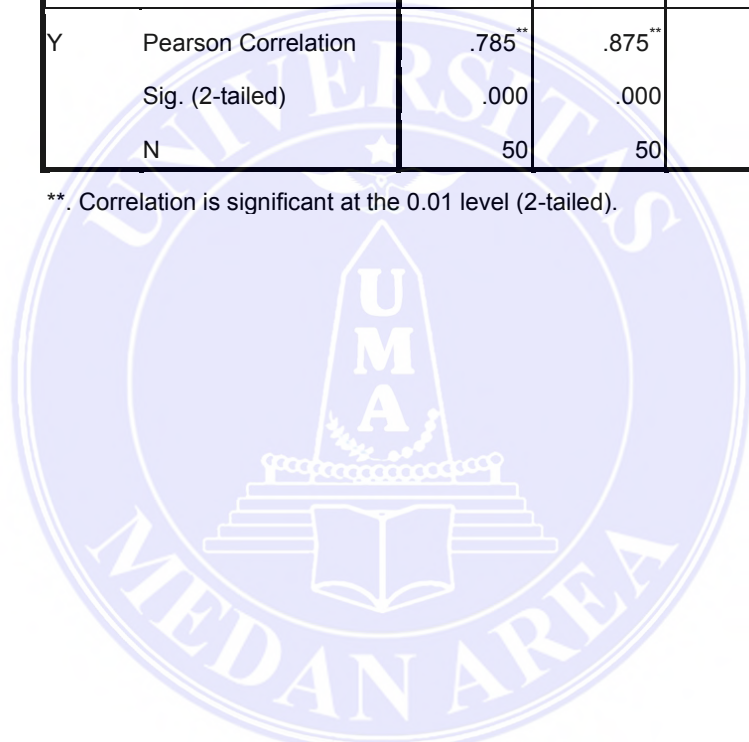 Y Pearson Correlation .785** .875**
Sig. (2-tailed) .000 .000
N 50 50
**. Correlation is significant at the 0.01 level (2-tailed).
UNIVERSITAS
U
M
A
MEDAN AREA